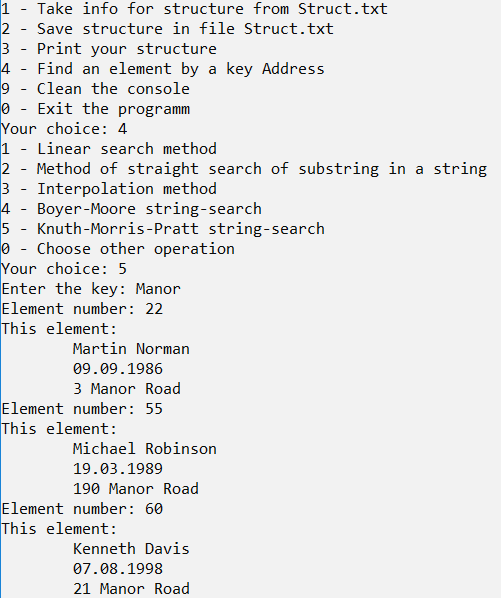 1 - Take info for structure from Struct.txt
2 - Save structure in file Struct.txt
3 - Print your structure
4 - Find an element by a key Address
9 - Clean the console
0 - Exit the programm
Your choice: 4
1 - Linear search method
2 - Method of straight search of substring in a string
3 - Interpolation method
4 - Boyer-Moore string-search
5 - Knuth-Morris-Pratt string-search
0 - Choose other operation
Your choice: 5
Enter the key: Manor
Element number: 22
This element:
Martin Norman
09.09.1986
3 Manor Road
Element number: 55
This element:
Michael Robinson
19.03.1989
190 Manor Road
Element number: 60
This element:
Kenneth Davis
07.08.1998
21 Manor Road